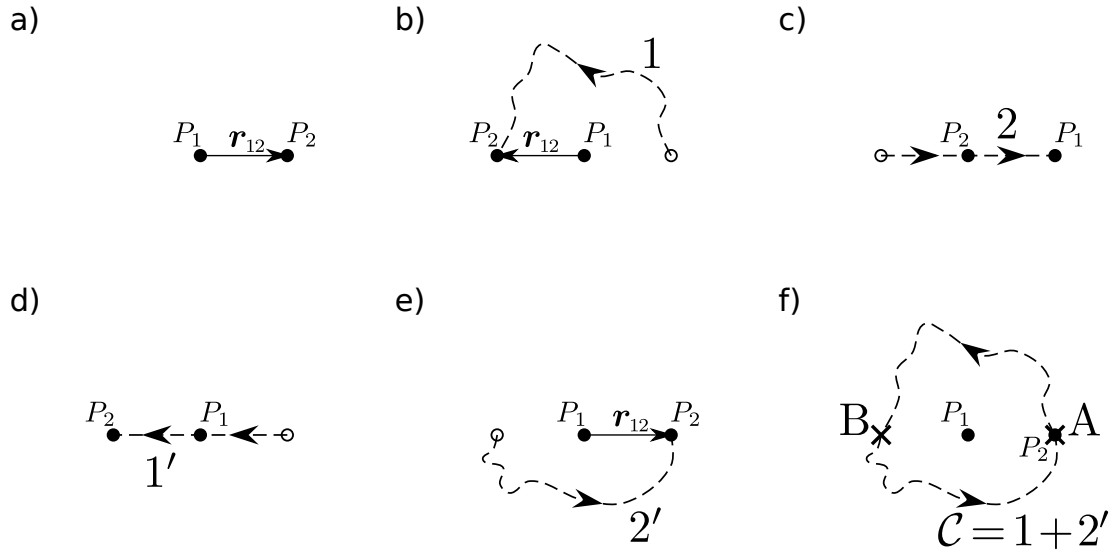 a)
P₁ r₁₂ P₂
b)
1
P₂ r₁₂ P₁
c)
2
P₂ P₁
d)
P₂ P₁
1′
e)
P₁ r₁₂ P₂
2′
f)
B P₁ P₂ A
𝒞 = 1 + 2′